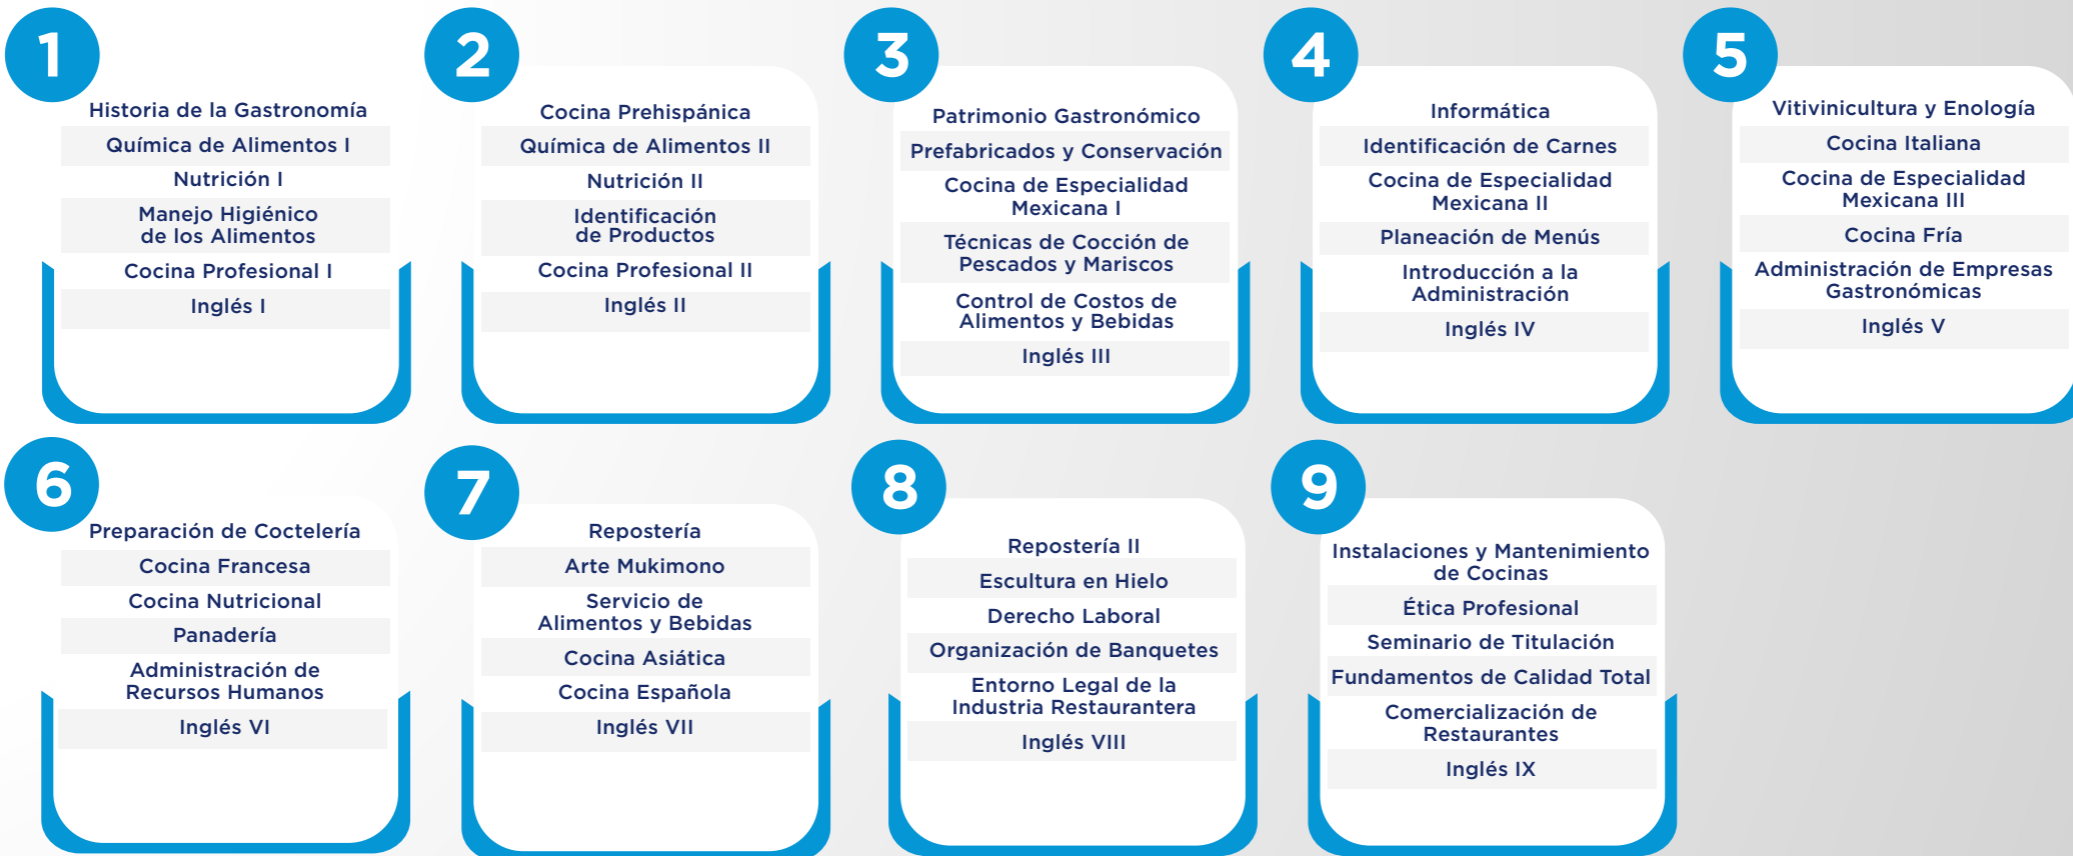 1
Historia de la Gastronomía
Química de Alimentos I
Nutrición I
Manejo Higiénico
de los Alimentos
Cocina Profesional I
Inglés I
2
Cocina Prehispánica
Química de Alimentos II
Nutrición II
Identificación
de Productos
Cocina Profesional II
Inglés II
3
Patrimonio Gastronómico
Prefabricados y Conservación
Cocina de Especialidad
Mexicana I
Técnicas de Cocción de
Pescados y Mariscos
Control de Costos de
Alimentos y Bebidas
Inglés III
4
Informática
Identificación de Carnes
Cocina de Especialidad
Mexicana II
Planeación de Menús
Introducción a la
Administración
Inglés IV
5
Vitivinicultura y Enología
Cocina Italiana
Cocina de Especialidad
Mexicana III
Cocina Fría
Administración de Empresas
Gastronómicas
Inglés V
6
Preparación de Coctelería
Cocina Francesa
Cocina Nutricional
Panadería
Administración de
Recursos Humanos
Inglés VI
7
Repostería
Arte Mukimono
Servicio de
Alimentos y Bebidas
Cocina Asiática
Cocina Española
Inglés VII
8
Repostería II
Escultura en Hielo
Derecho Laboral
Organización de Banquetes
Entorno Legal de la
Industria Restaurantera
Inglés VIII
9
Instalaciones y Mantenimiento
de Cocinas
Ética Profesional
Seminario de Titulación
Fundamentos de Calidad Total
Comercialización de
Restaurantes
Inglés IX